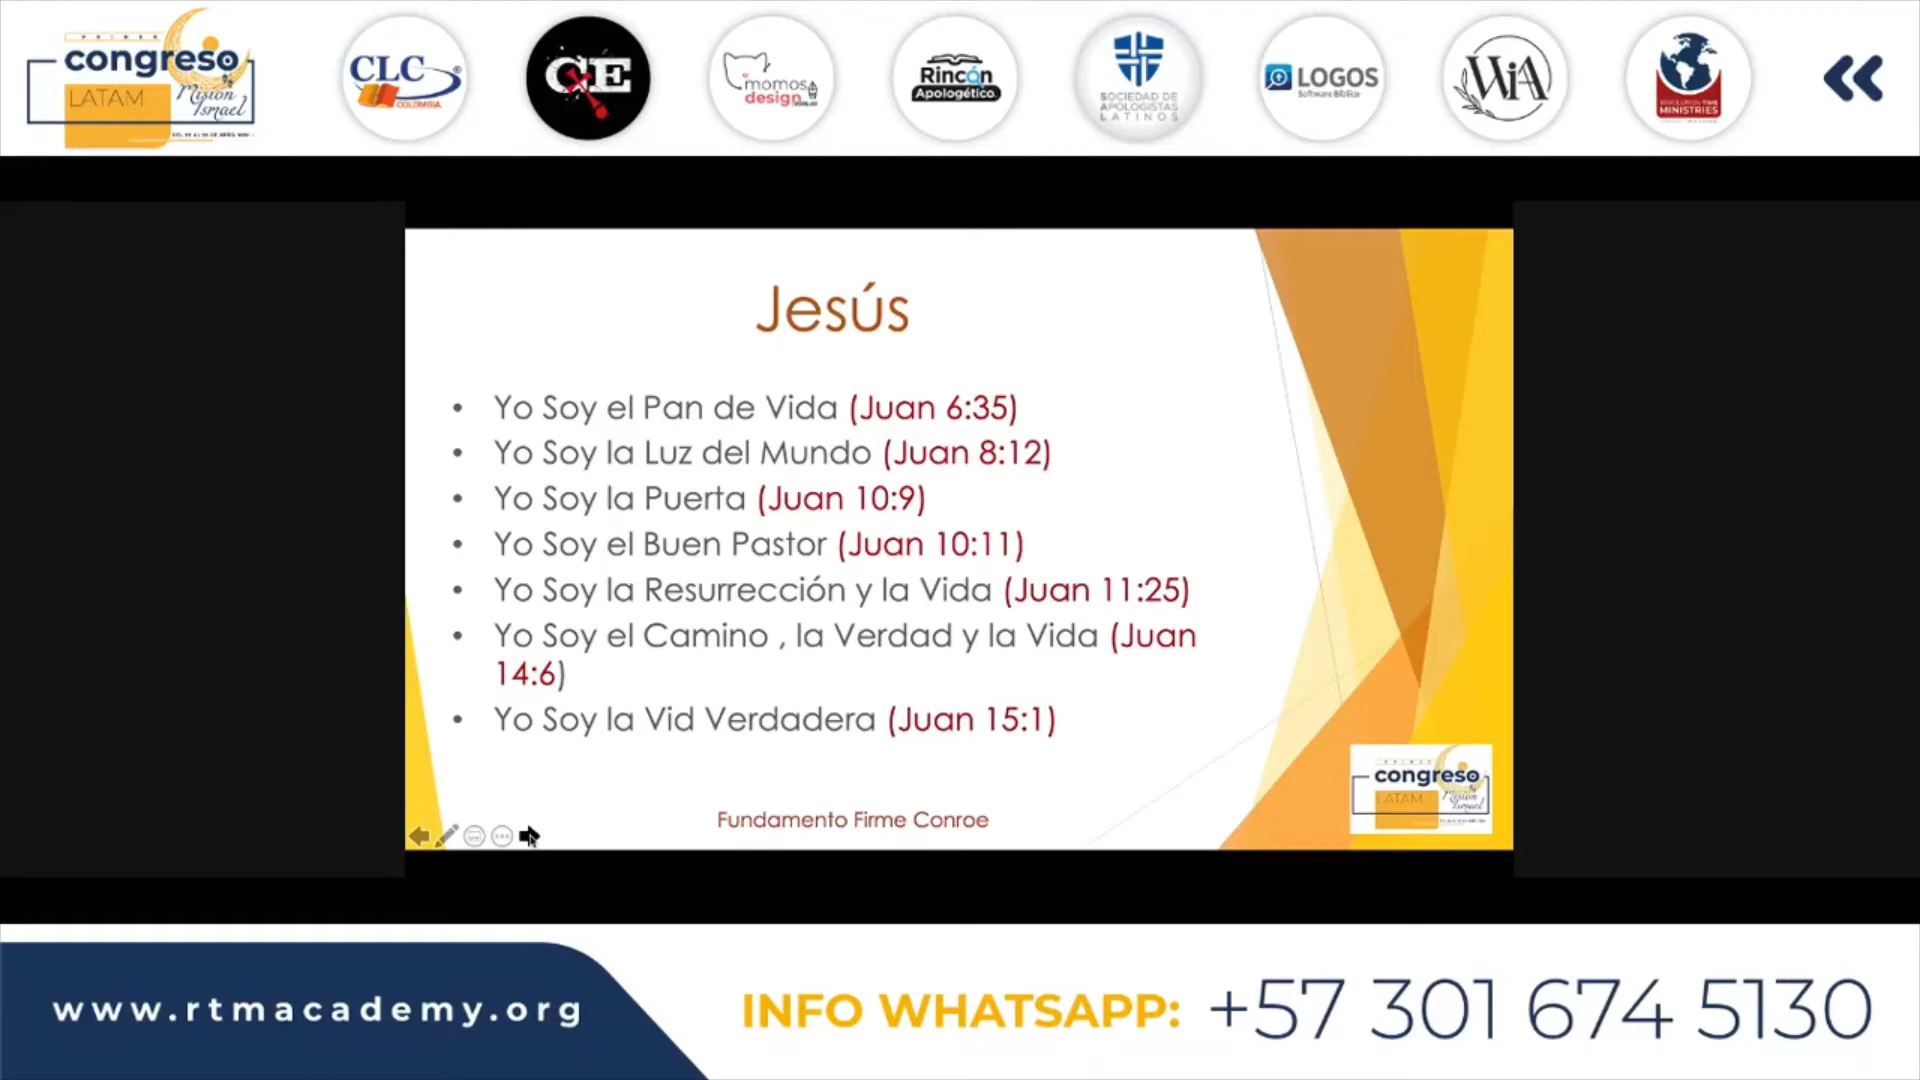 PRIMER
congreso
LATAM Misión
Israel
CLC
COLOMBIA
CE
momos
design
Rincón
Apologético
SOCIEDAD DE
APOLOGISTAS
LATINOS
LOGOS
Software Bíblico
WiA
MINISTRIES
Jesús
• Yo Soy el Pan de Vida (Juan 6:35)
• Yo Soy la Luz del Mundo (Juan 8:12)
• Yo Soy la Puerta (Juan 10:9)
• Yo Soy el Buen Pastor (Juan 10:11)
• Yo Soy la Resurrección y la Vida (Juan 11:25)
• Yo Soy el Camino , la Verdad y la Vida (Juan
14:6)
• Yo Soy la Vid Verdadera (Juan 15:1)
Fundamento Firme Conroe
congreso
LATAM Misión
Israel
www.rtmacademy.org
INFO WHATSAPP: +57 301 674 5130